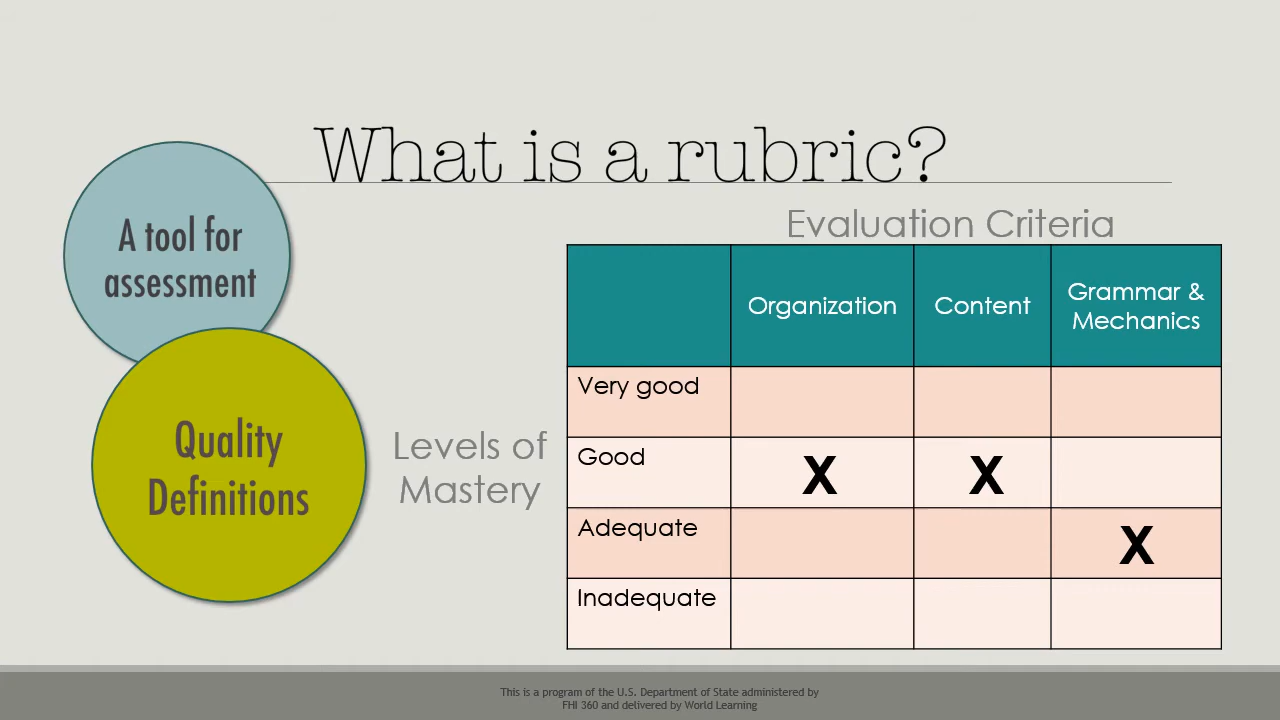 What is a rubric?
A tool for
assessment
Quality
Definitions
Evaluation Criteria
Levels of
Mastery
Organization
Content
Grammar &
Mechanics
Very good
Good
X
X
Adequate
X
Inadequate
This is a program of the U.S. Department of State administered by
FHI 360 and delivered by World Learning